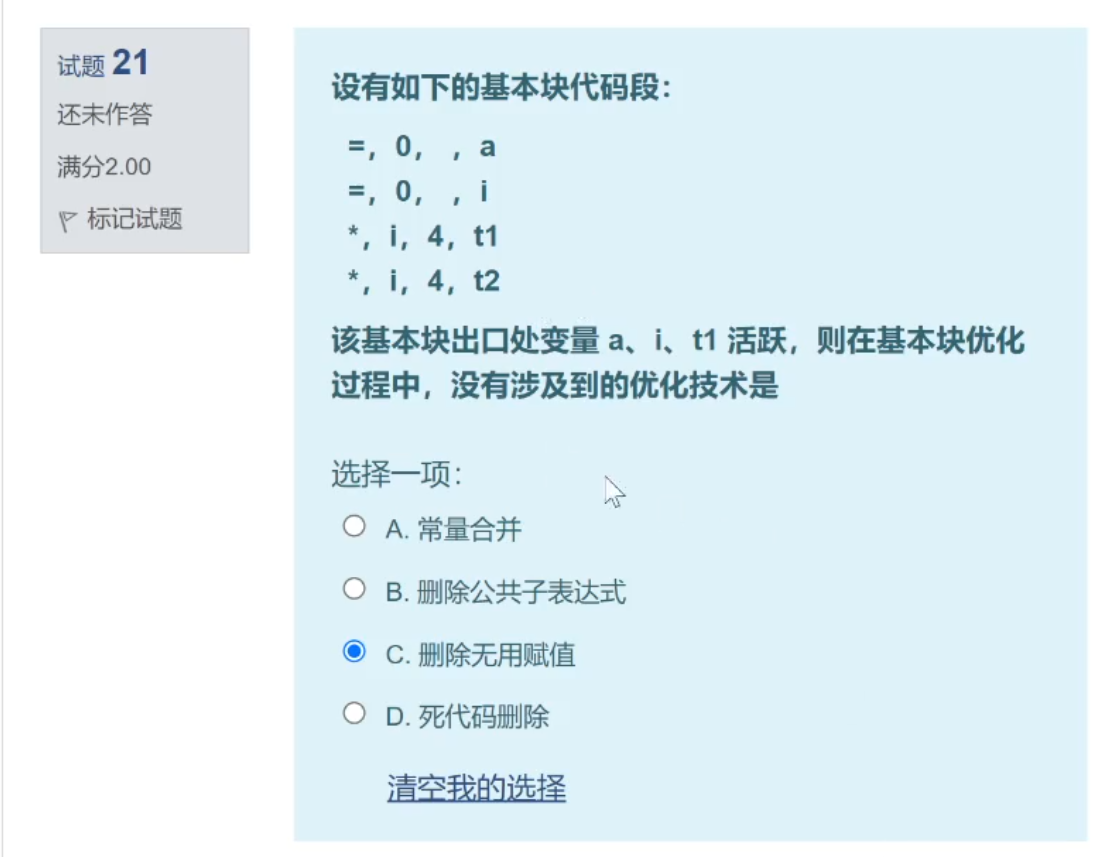 试题 21
还未作答
满分2.00
标记试题
设有如下的基本块代码段：
=，0，，a
=，0，，i
*，i，4，t1
*，i，4，t2
该基本块出口处变量 a、i、t1 活跃，则在基本块优化
过程中，没有涉及到的优化技术是
选择一项：
A. 常量合并
B. 删除公共子表达式
C. 删除无用赋值
D. 死代码删除
清空我的选择